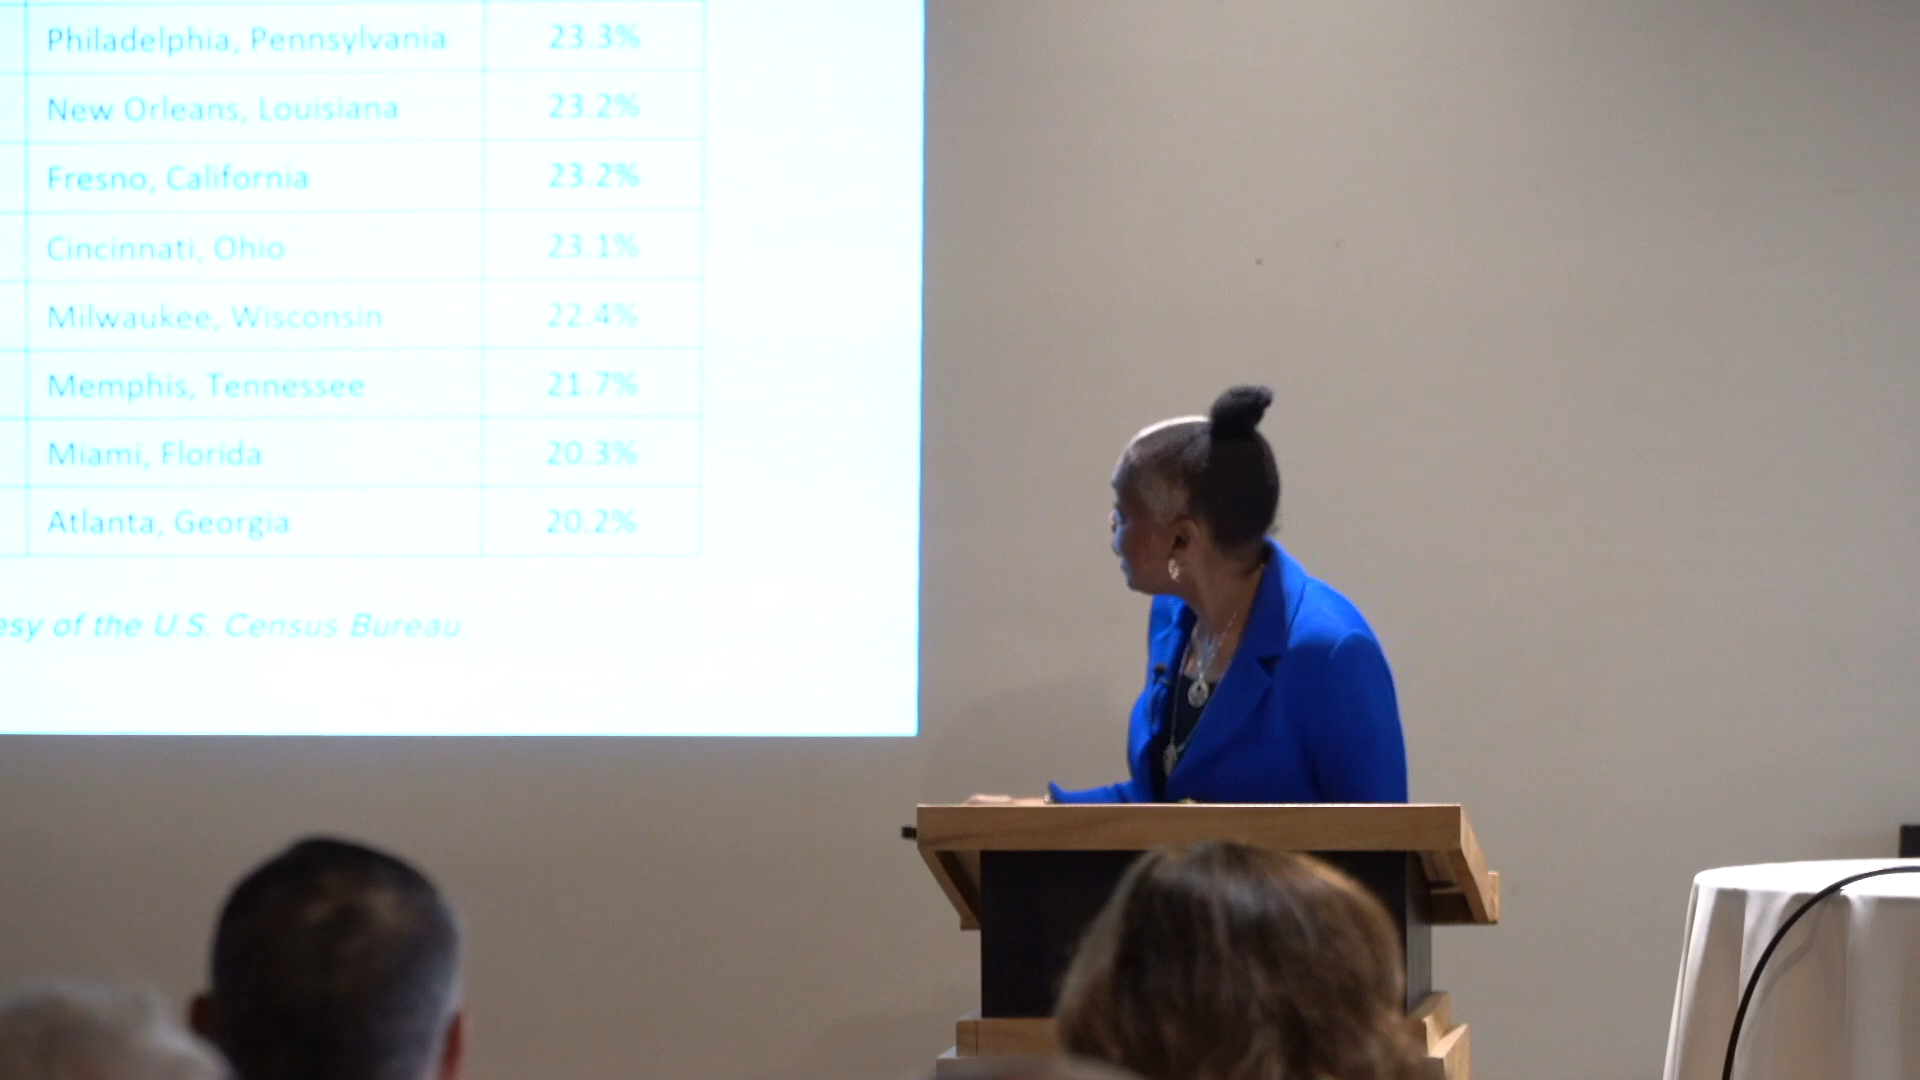 Philadelphia, Pennsylvania 23.3%
New Orleans, Louisiana 23.2%
Fresno, California 23.2%
Cincinnati, Ohio 23.1%
Milwaukee, Wisconsin 22.4%
Memphis, Tennessee 21.7%
Miami, Florida 20.3%
Atlanta, Georgia 20.2%
esy of the U.S. Census Bureau.